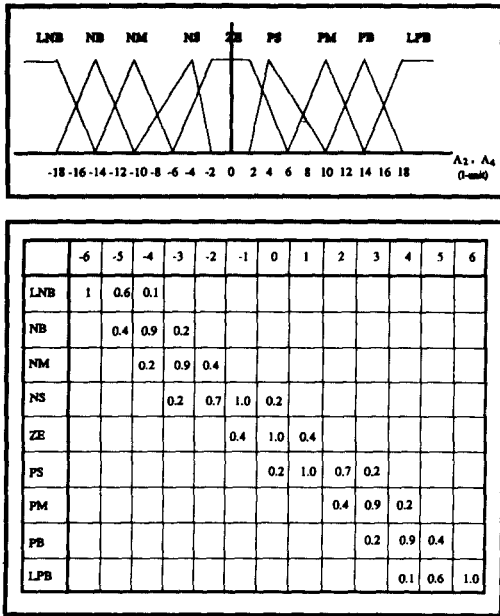 LNB NB NM NS ZE PS PM PB LPB
-18 -16 -14 -12 -10 -8 -6 -4 -2 0 2 4 6 8 10 12 14 16 18
A₂, A₄
(1-unit)
-6 -5 -4 -3 -2 -1 0 1 2 3 4 5 6
LNB 1 0.6 0.1
NB 0.4 0.9 0.2
NM 0.2 0.9 0.4
NS 0.2 0.7 1.0 0.2
ZE 0.4 1.0 0.4
PS 0.2 1.0 0.7 0.2
PM 0.4 0.9 0.2
PB 0.2 0.9 0.4
LPB 0.1 0.6 1.0